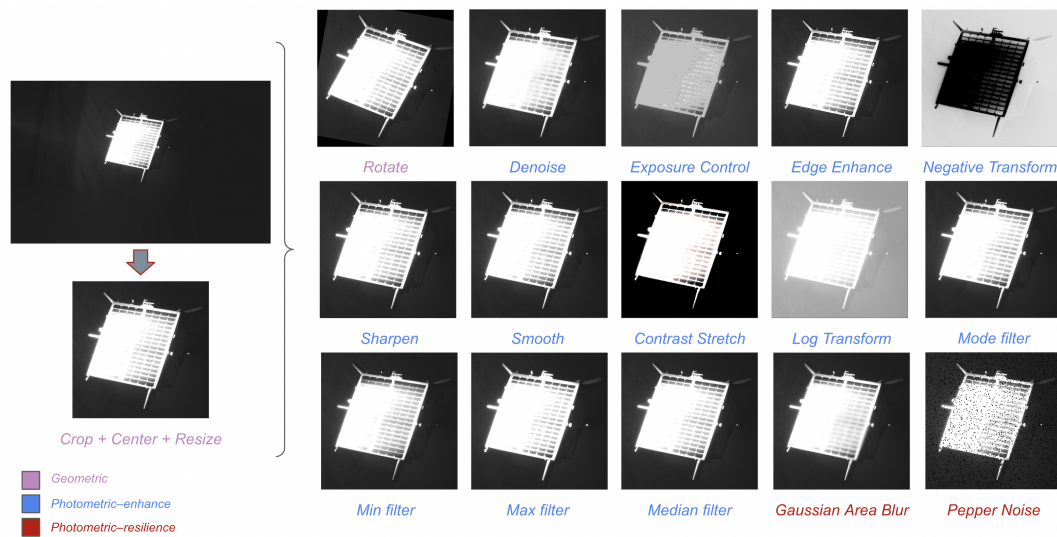 Rotate
Denoise
Exposure Control
Edge Enhance
Negative Transform
Sharpen
Smooth
Contrast Stretch
Log Transform
Mode filter
Crop + Center + Resize
Geometric
Photometric–enhance
Photometric–resilience
Min filter
Max filter
Median filter
Gaussian Area Blur
Pepper Noise